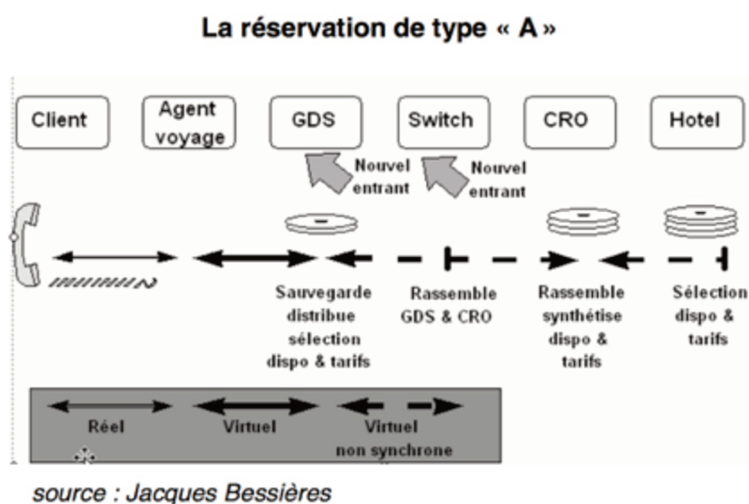 La réservation de type « A »
Client
Agent
voyage
GDS
Switch
CRO
Hotel
Nouvel
entrant
Nouvel
entrant
Sauvegarde
distribue
sélection
dispo & tarifs
Rassemble
GDS & CRO
Rassemble
synthétise
dispo &
tarifs
Sélection
dispo &
tarifs
Réel
Virtuel
Virtuel
non synchrone
source : Jacques Bessières